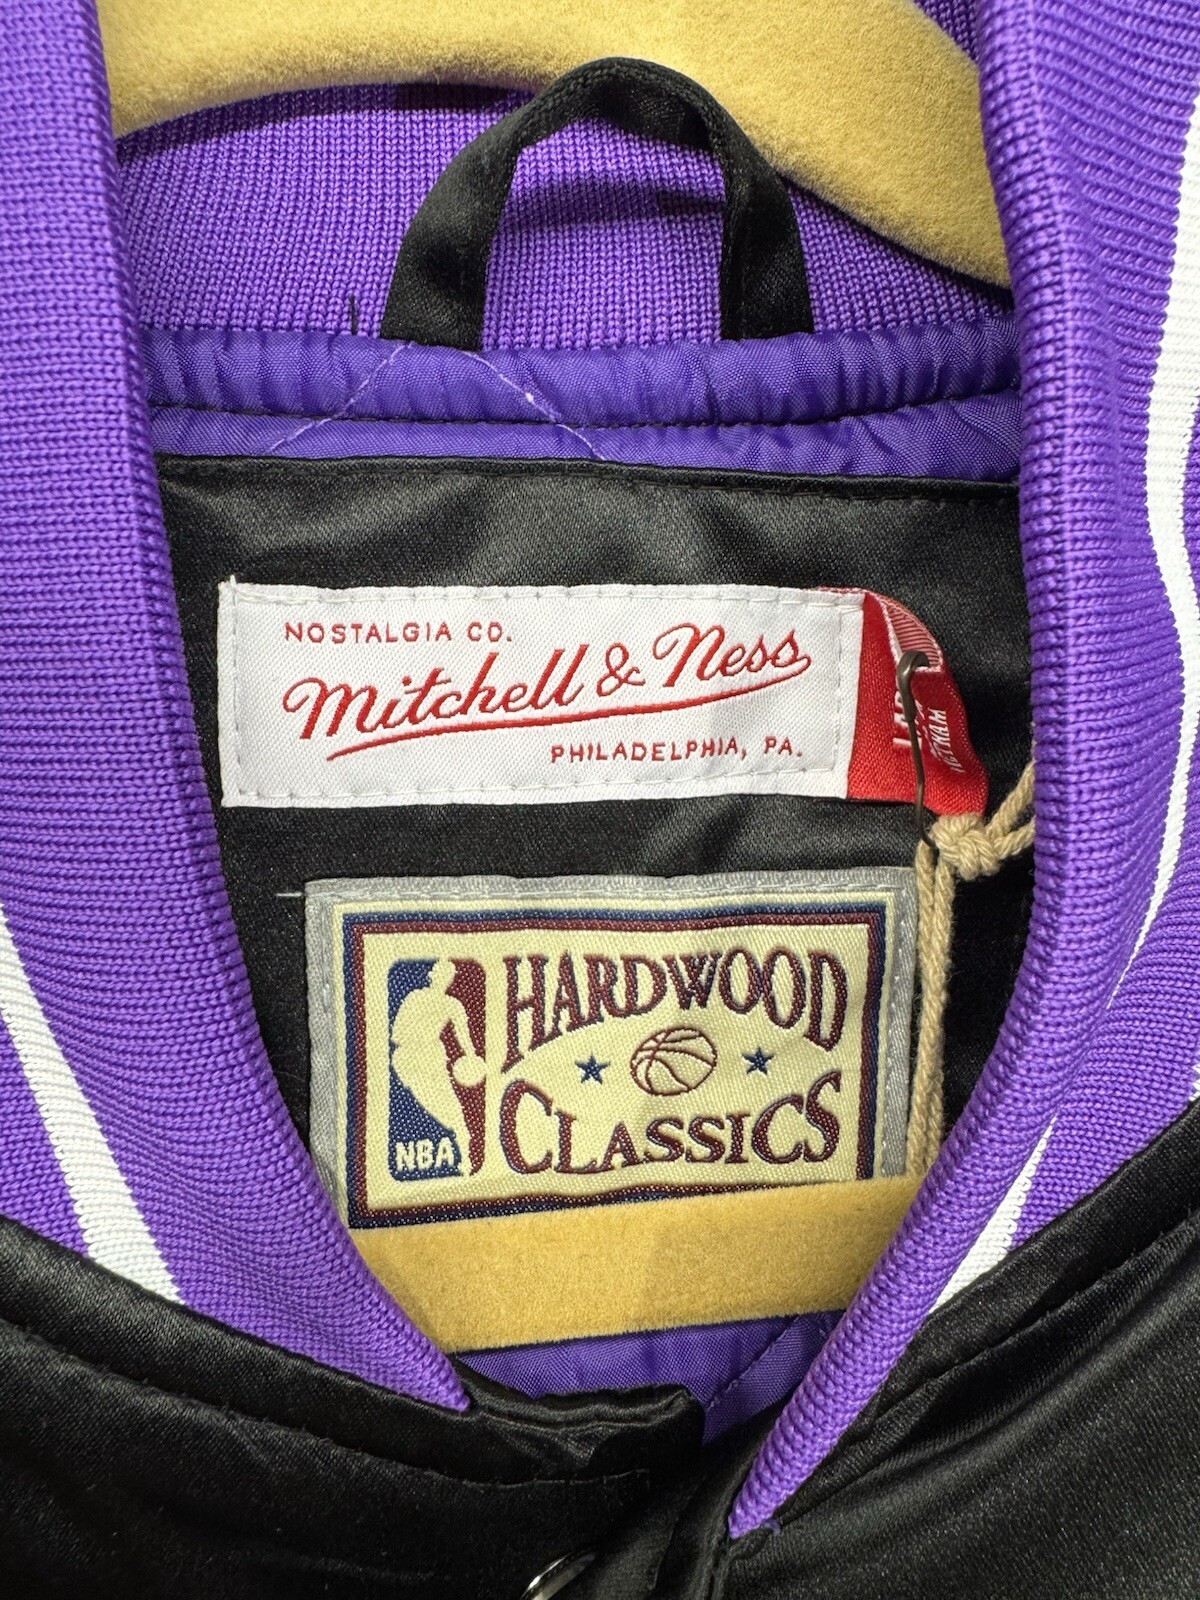 NOSTALGIA CO.
Mitchell & Ness
PHILADELPHIA, PA.
HARDWOOD
CLASSICS
NBA